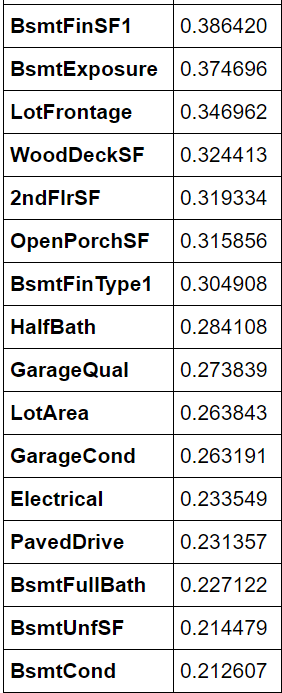 BsmtFinSF1 0.386420
BsmtExposure 0.374696
LotFrontage 0.346962
WoodDeckSF 0.324413
2ndFlrSF 0.319334
OpenPorchSF 0.315856
BsmtFinType1 0.304908
HalfBath 0.284108
GarageQual 0.273839
LotArea 0.263843
GarageCond 0.263191
Electrical 0.233549
PavedDrive 0.231357
BsmtFullBath 0.227122
BsmtUnfSF 0.214479
BsmtCond 0.212607